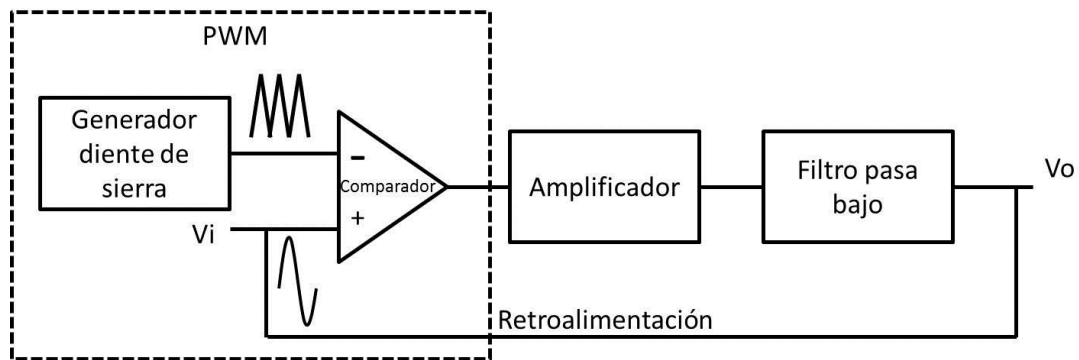 PWM
Generador
diente de
sierra
-
Comparador
+
Vi
Amplificador
Filtro pasa
bajo
Vo
Retroalimentación